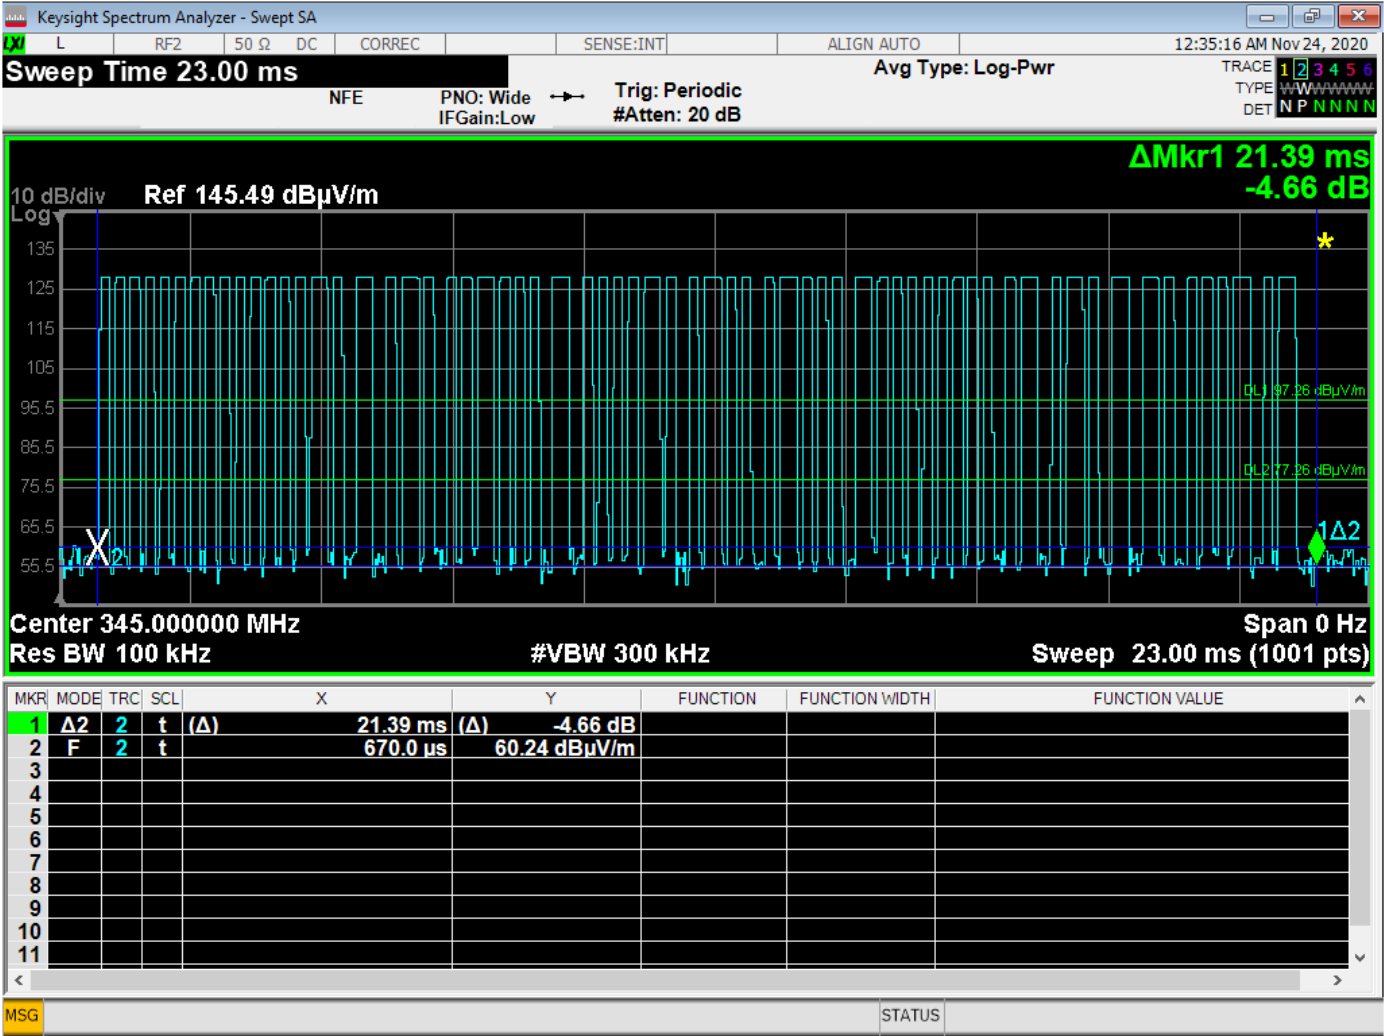 Keysight Spectrum Analyzer - Swept SA
LXI L RF2 50 Ω DC CORREC SENSE:INT ALIGN AUTO 12:35:16 AM Nov 24, 2020
Sweep Time 23.00 ms
Avg Type: Log-Pwr
TRACE 1 2 3 4 5 6
NFE
PNO: Wide
Trig: Periodic
TYPE WWWWWW
IFGain:Low
#Atten: 20 dB
DET N P N N N N
ΔMkr1 21.39 ms
-4.66 dB
10 dB/div
Ref 145.49 dBµV/m
Log
135
125
115
105
DL1 97.26 dBµV/m
95.5
85.5
DL2 77.26 dBµV/m
75.5
65.5
1Δ2
2
55.5
Center 345.000000 MHz
Span 0 Hz
Res BW 100 kHz
#VBW 300 kHz
Sweep 23.00 ms (1001 pts)
MKR MODE TRC SCL X Y FUNCTION FUNCTION WIDTH FUNCTION VALUE
1 Δ2 2 t (Δ) 21.39 ms (Δ) -4.66 dB
2 F 2 t 670.0 µs 60.24 dBµV/m
3
4
5
6
7
8
9
10
11
MSG
STATUS